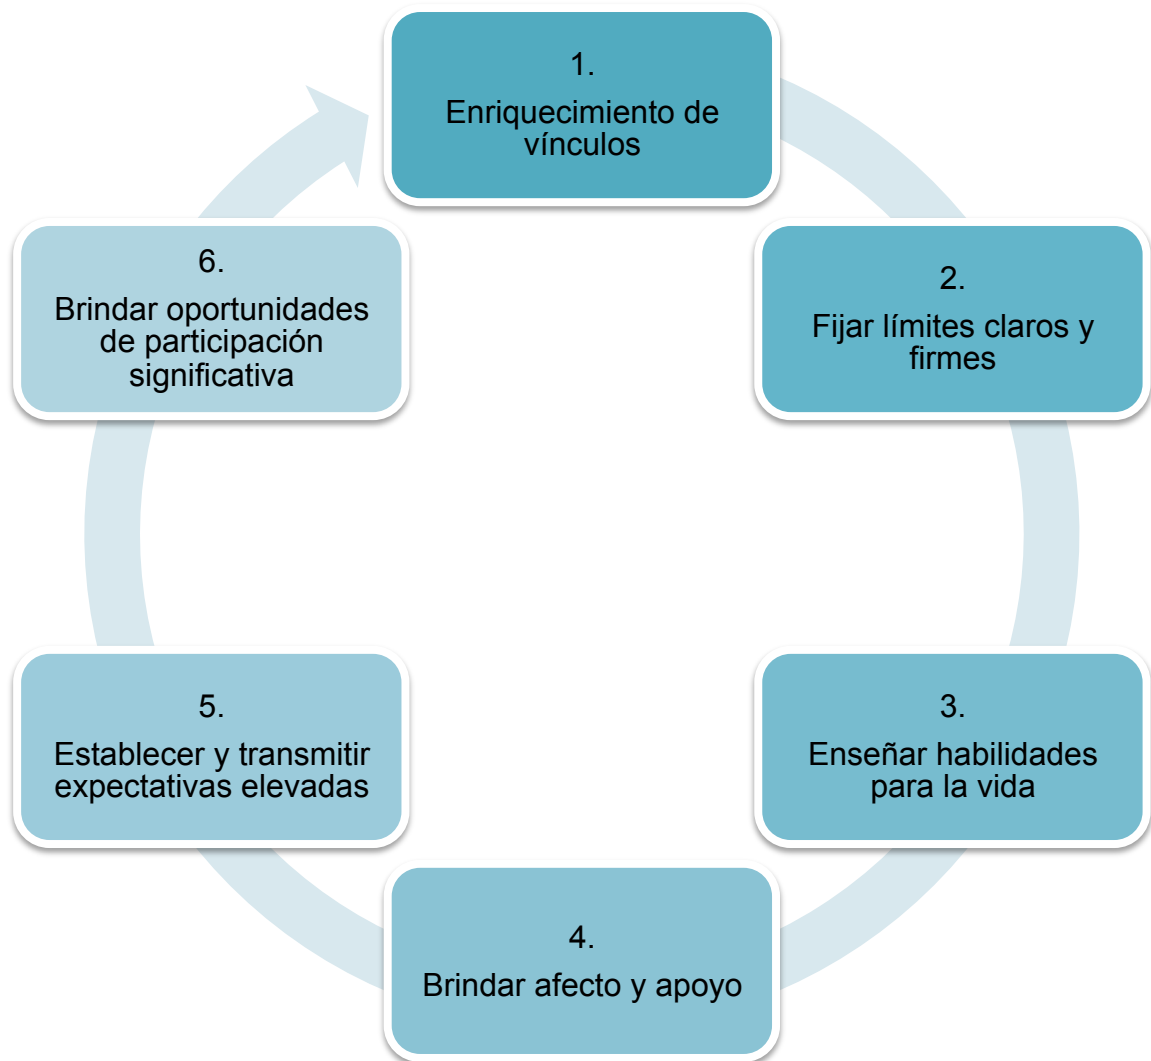 1.
Enriquecimiento de
vínculos
2.
Fijar límites claros y
firmes
3.
Enseñar habilidades
para la vida
4.
Brindar afecto y apoyo
5.
Establecer y transmitir
expectativas elevadas
6.
Brindar oportunidades
de participación
significativa